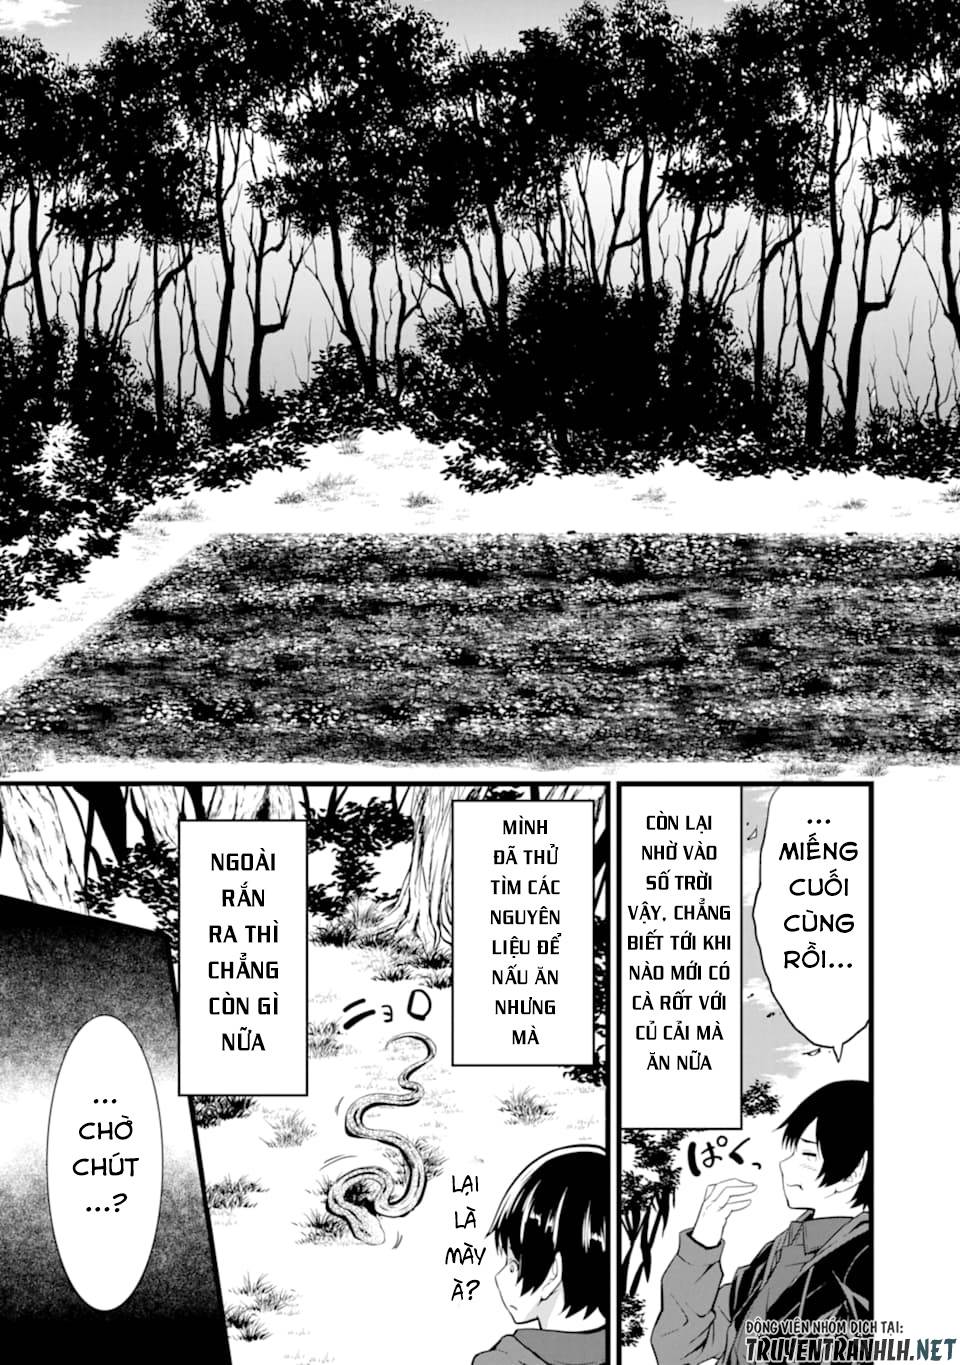 ...
MIẾNG
CUỐI
CÙNG
RỒI...
CÒN LẠI
NHỜ VÀO
SỐ TRỜI
VẬY, CHẲNG
BIẾT TỚI KHI
NÀO MỚI CÓ
CÀ RỐT VỚI
CỦ CẢI MÀ
ĂN NỮA
ぱくっ
MÌNH
ĐÃ THỬ
TÌM CÁC
NGUYÊN
LIỆU ĐỂ
NẤU ĂN
NHƯNG
MÀ
NGOÀI
RẮN
RA THÌ
CHẲNG
CÒN GÌ
NỮA
ニョロ
LẠI
LÀ
MÀY
À?
...
CHỜ
CHÚT
...?
ĐỘNG VIÊN NHÓM DỊCH TẠI:
TRUYENTRANHLH.NET